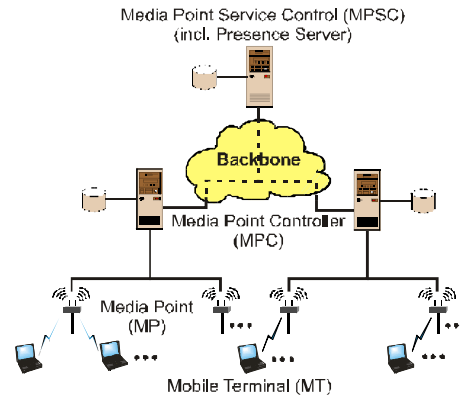 Media Point Service Control (MPSC)
(incl. Presence Server)
Backbone
Media Point Controller
(MPC)
Media Point
(MP)
Mobile Terminal (MT)